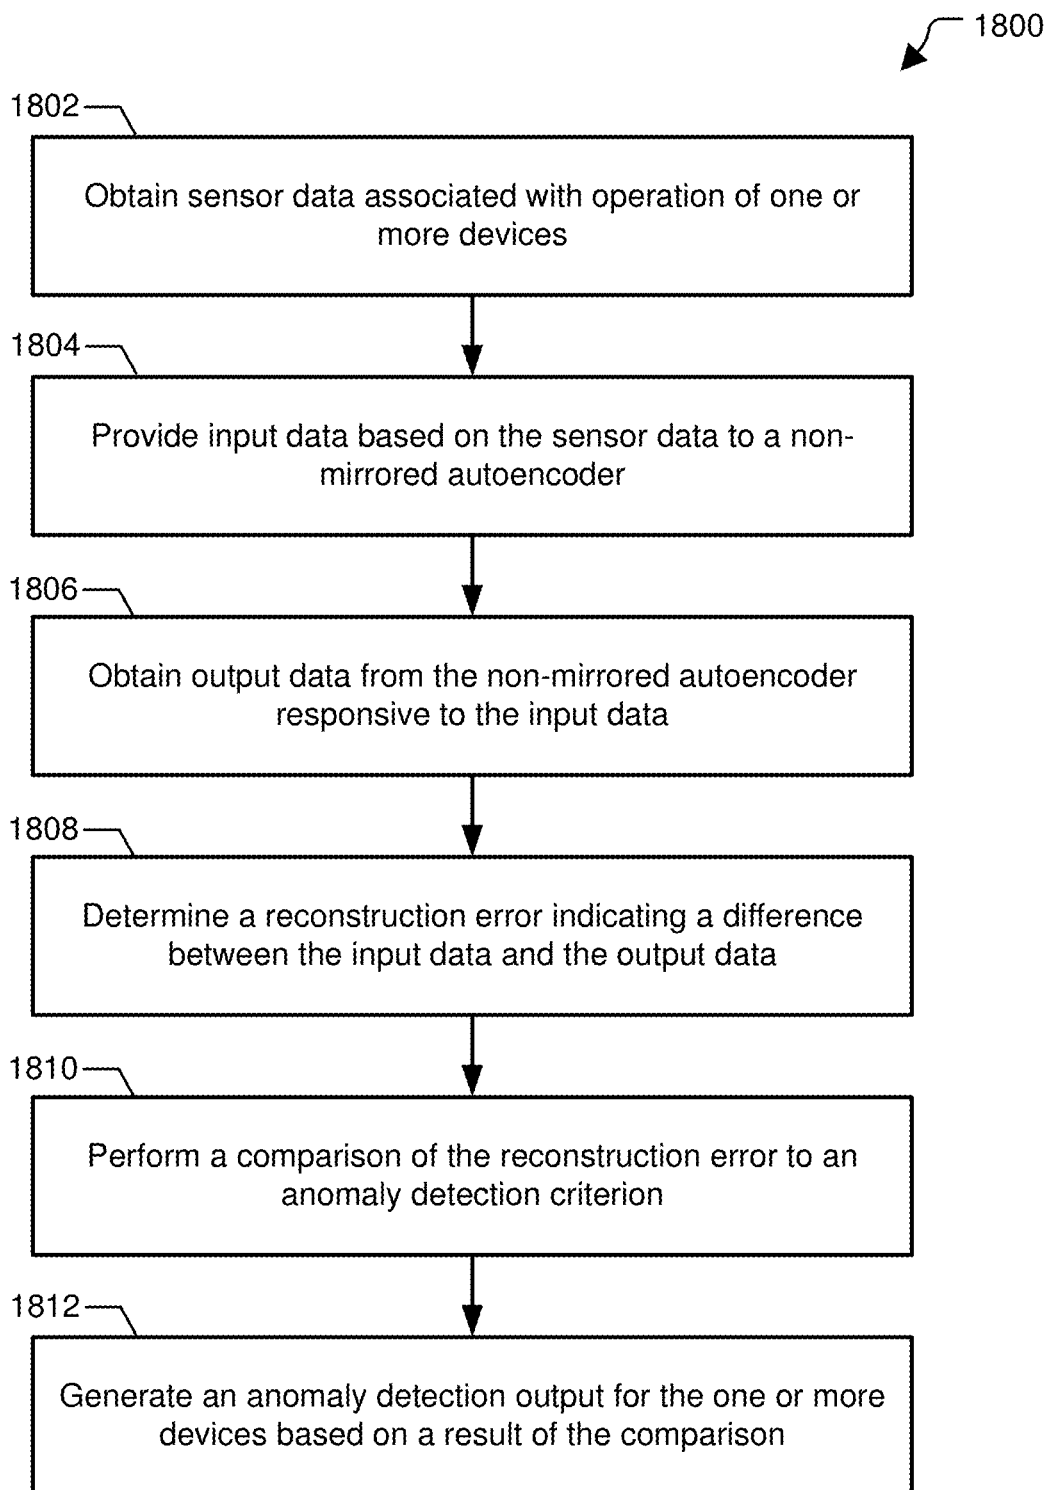 1800
1802
Obtain sensor data associated with operation of one or
more devices
1804
Provide input data based on the sensor data to a non-
mirrored autoencoder
1806
Obtain output data from the non-mirrored autoencoder
responsive to the input data
1808
Determine a reconstruction error indicating a difference
between the input data and the output data
1810
Perform a comparison of the reconstruction error to an
anomaly detection criterion
1812
Generate an anomaly detection output for the one or more
devices based on a result of the comparison